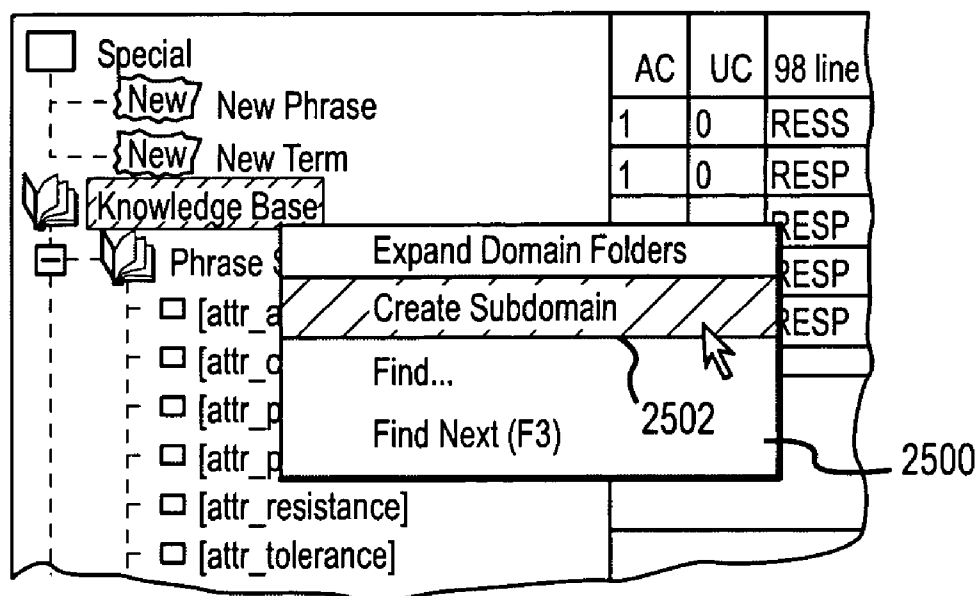 Special
New New Phrase
New New Term
Knowledge Base
Phrase S
[attr_a
[attr_c
[attr_p
[attr_p
[attr_resistance]
[attr_tolerance]
AC UC 98 line
1 0 RESS
1 0 RESP
RESP
RESP
RESP
Expand Domain Folders
Create Subdomain
Find...
Find Next (F3)
2502
2500